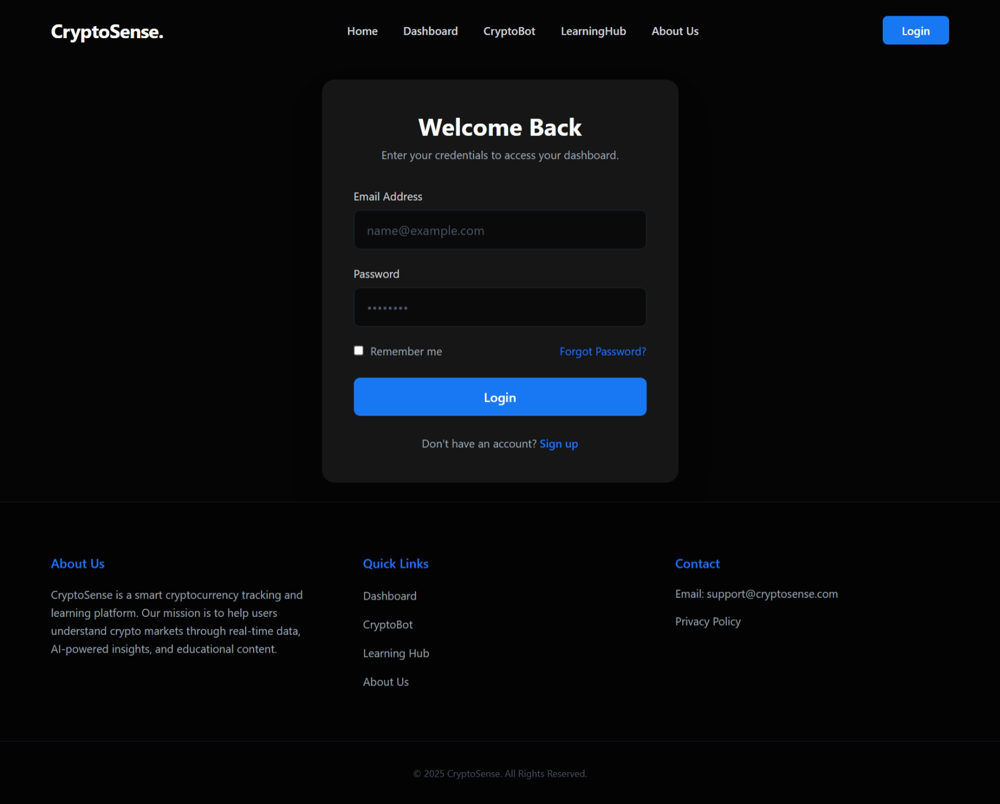 CryptoSense.
Home
Dashboard
CryptoBot
LearningHub
About Us
Login
Welcome Back
Enter your credentials to access your dashboard.
Email Address
name@example.com
Password
••••••••
Remember me
Forgot Password?
Login
Don't have an account? Sign up
About Us
CryptoSense is a smart cryptocurrency tracking and
learning platform. Our mission is to help users
understand crypto markets through real-time data,
AI-powered insights, and educational content.
Quick Links
Dashboard
CryptoBot
Learning Hub
About Us
Contact
Email: support@cryptosense.com
Privacy Policy
© 2025 CryptoSense. All Rights Reserved.